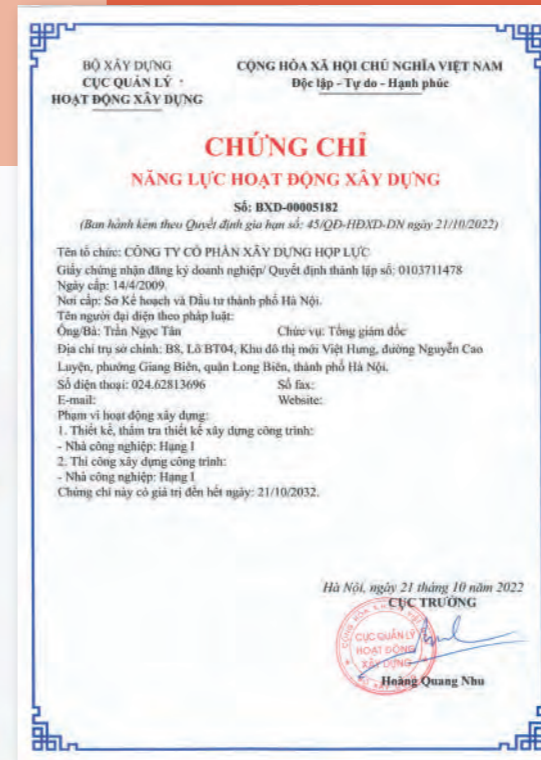 BỘ XÂY DỰNG
CỤC QUẢN LÝ
HOẠT ĐỘNG XÂY DỰNG
CỘNG HÒA XÃ HỘI CHỦ NGHĨA VIỆT NAM
Độc lập - Tự do - Hạnh phúc
CHỨNG CHỈ
NĂNG LỰC HOẠT ĐỘNG XÂY DỰNG
Số: BXD-00005182
(Ban hành kèm theo Quyết định gia hạn số: 45/QĐ-HĐXD-DN ngày 21/10/2022)
Tên tổ chức: CÔNG TY CỔ PHẦN XÂY DỰNG HỢP LỰC
Giấy chứng nhận đăng ký doanh nghiệp/ Quyết định thành lập số: 0103711478
Ngày cấp: 14/4/2009.
Nơi cấp: Sở Kế hoạch và Đầu tư thành phố Hà Nội.
Tên người đại diện theo pháp luật:
Ông/Bà: Trần Ngọc Tân Chức vụ: Tổng giám đốc
Địa chỉ trụ sở chính: B8, Lô BT04, Khu đô thị mới Việt Hưng, đường Nguyễn Cao
Luyện, phường Giang Biên, quận Long Biên, thành phố Hà Nội.
Số điện thoại: 024.62813696 Số fax:
E-mail: Website:
Phạm vi hoạt động xây dựng:
1. Thiết kế, thẩm tra thiết kế xây dựng công trình:
- Nhà công nghiệp: Hạng I
2. Thi công xây dựng công trình:
- Nhà công nghiệp: Hạng I
Chứng chỉ này có giá trị đến hết ngày: 21/10/2032.
Hà Nội, ngày 21 tháng 10 năm 2022
CỤC TRƯỞNG
CỤC QUẢN LÝ
HOẠT ĐỘNG
XÂY DỰNG
Hoàng Quang Nhu